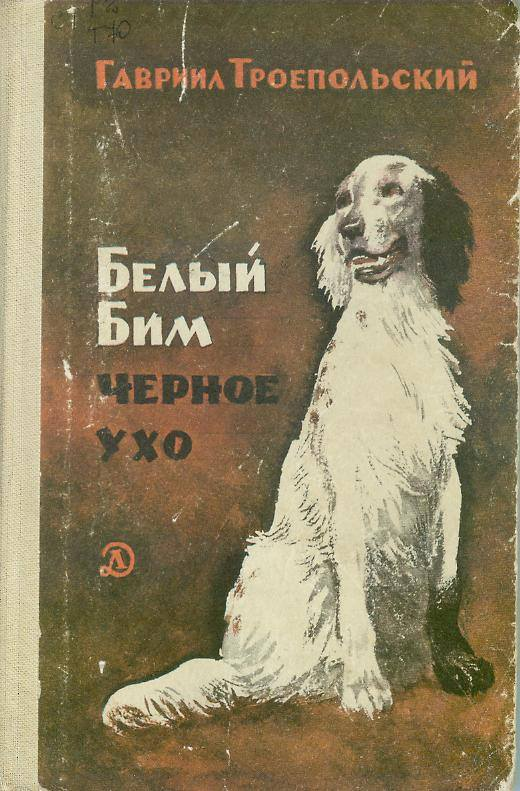 Гавриил Троепольский
Белый
Бим
черное
ухо
Д